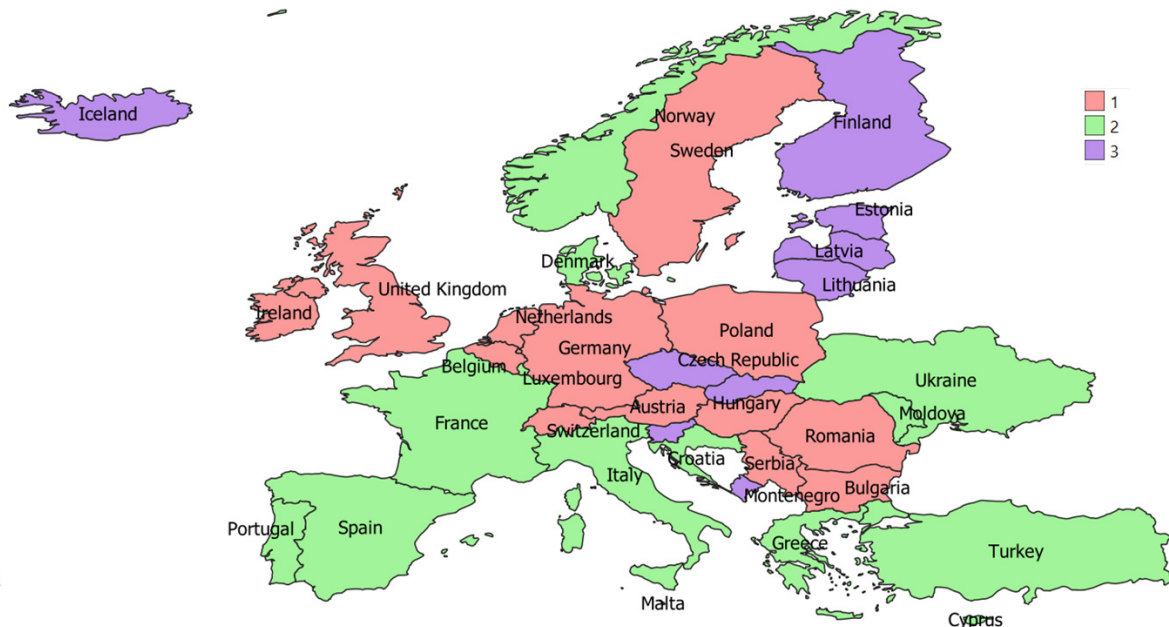 Iceland
1
2
3
Norway
Finland
Sweden
Estonia
Latvia
Denmark
Lithuania
United Kingdom
Ireland
Netherlands
Poland
Germany
Czech Republic
Belgium
Luxembourg
Ukraine
Austria
Hungary
Moldova
France
Switzerland
Romania
Croatia
Serbia
Italy
Bulgaria
Montenegro
Portugal
Spain
Greece
Turkey
Malta
Cyprus